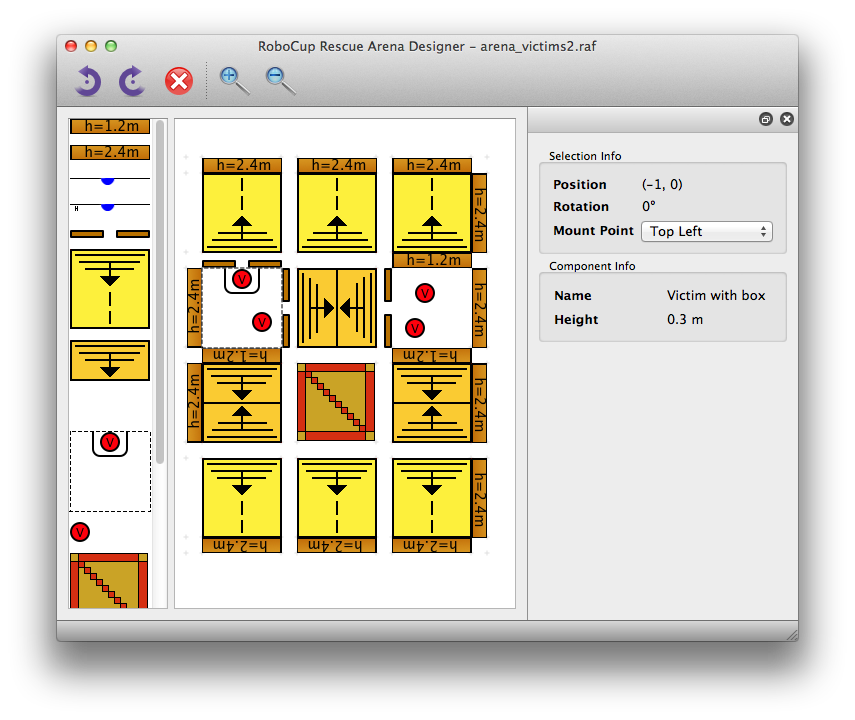 RoboCup Rescue Arena Designer – arena_victims2.raf
h=1.2m
h=2.4m
H
V
V
h=2.4m h=2.4m h=2.4m
h=2.4m
h=1.2m
h=2.4m
V
V
V
V
h=2.4m
h=1.2m
h=1.2m
h=2.4m
h=2.4m
h=2.4m
h=2.4m h=2.4m h=2.4m
Selection Info
Position (−1, 0)
Rotation 0°
Mount Point Top Left
Component Info
Name Victim with box
Height 0.3 m